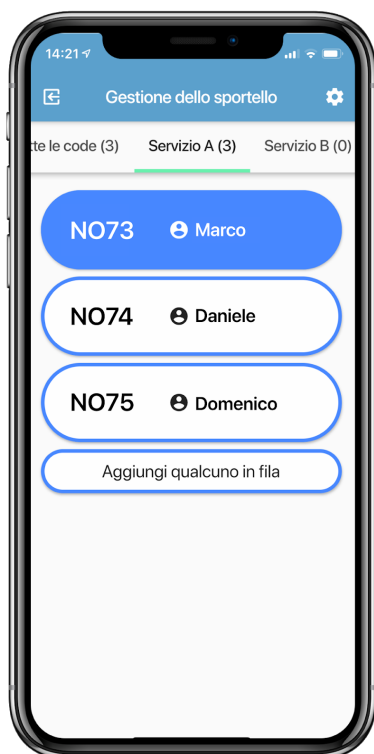 14:21
Gestione dello sportello
tte le code (3) Servizio A (3) Servizio B (0)
NO73 Marco
NO74 Daniele
NO75 Domenico
Aggiungi qualcuno in fila